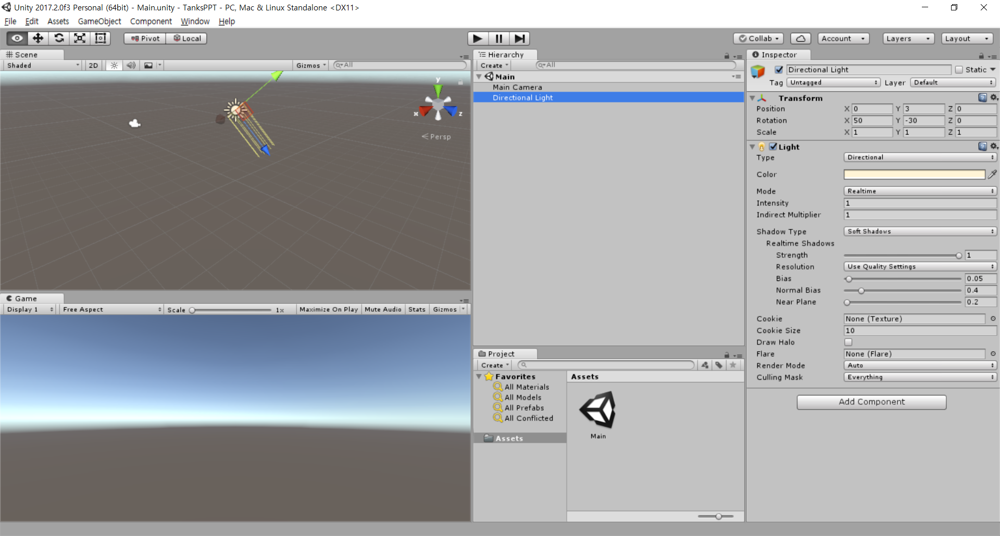 Unity 2017.2.0f3 Personal (64bit) - Main.unity - TanksPPT - PC, Mac & Linux Standalone <DX11>
File Edit Assets GameObject Component Window Help
Pivot Local
Collab Account Layers Layout
Scene
Shaded 2D Gizmos All
y
x z
Persp
Game
Display 1 Free Aspect Scale 1x Maximize On Play Mute Audio Stats Gizmos
Hierarchy
Create All
Main
Main Camera
Directional Light
Project
Create
Favorites
All Materials
All Models
All Prefabs
All Conflicted
Assets
Assets
Main
Inspector
Directional Light Static
Tag Untagged Layer Default
Transform
Position X 0 Y 3 Z 0
Rotation X 50 Y -30 Z 0
Scale X 1 Y 1 Z 1
Light
Type Directional
Color
Mode Realtime
Intensity 1
Indirect Multiplier 1
Shadow Type Soft Shadows
Realtime Shadows
Strength 1
Resolution Use Quality Settings
Bias 0.05
Normal Bias 0.4
Near Plane 0.2
Cookie None (Texture)
Cookie Size 10
Draw Halo
Flare None (Flare)
Render Mode Auto
Culling Mask Everything
Add Component